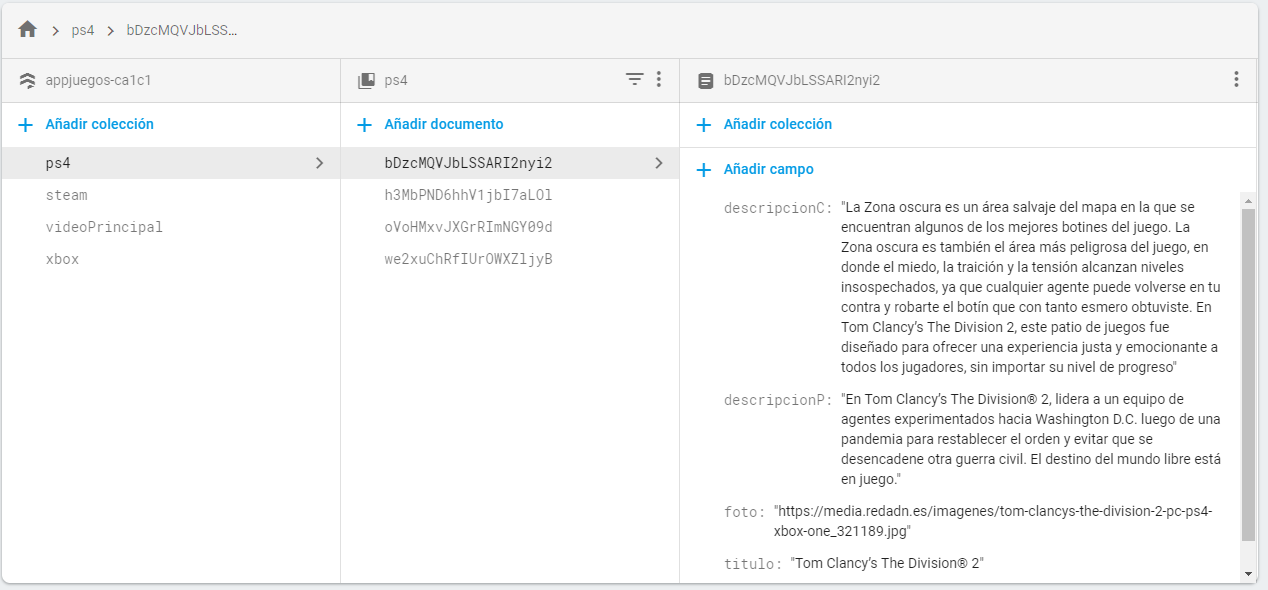 ps4
bDzcMQVJbLSS...
appjuegos-ca1c1
ps4
bDzcMQVJbLSSARI2nyi2
Añadir colección
Añadir documento
Añadir colección
ps4
steam
videoPrincipal
xbox
bDzcMQVJbLSSARI2nyi2
h3MbPND6hhV1jbI7aLOl
oVoHMxvJXGrRImNGY09d
we2xuChRfIUrOWXZljyB
Añadir campo
descripcionC: "La Zona oscura es un área salvaje del mapa en la que se
encuentran algunos de los mejores botines del juego. La
Zona oscura es también el área más peligrosa del juego, en
donde el miedo, la traición y la tensión alcanzan niveles
insospechados, ya que cualquier agente puede volverse en tu
contra y robarte el botín que con tanto esmero obtuviste. En
Tom Clancy’s The Division 2, este patio de juegos fue
diseñado para ofrecer una experiencia justa y emocionante a
todos los jugadores, sin importar su nivel de progreso"
descripcionP: "En Tom Clancy’s The Division® 2, lidera a un equipo de
agentes experimentados hacia Washington D.C. luego de una
pandemia para restablecer el orden y evitar que se
desencadene otra guerra civil. El destino del mundo libre está
en juego."
foto: "https://media.redadn.es/imagenes/tom-clancys-the-division-2-pc-ps4-
xbox-one_321189.jpg"
titulo: "Tom Clancy’s The Division® 2"